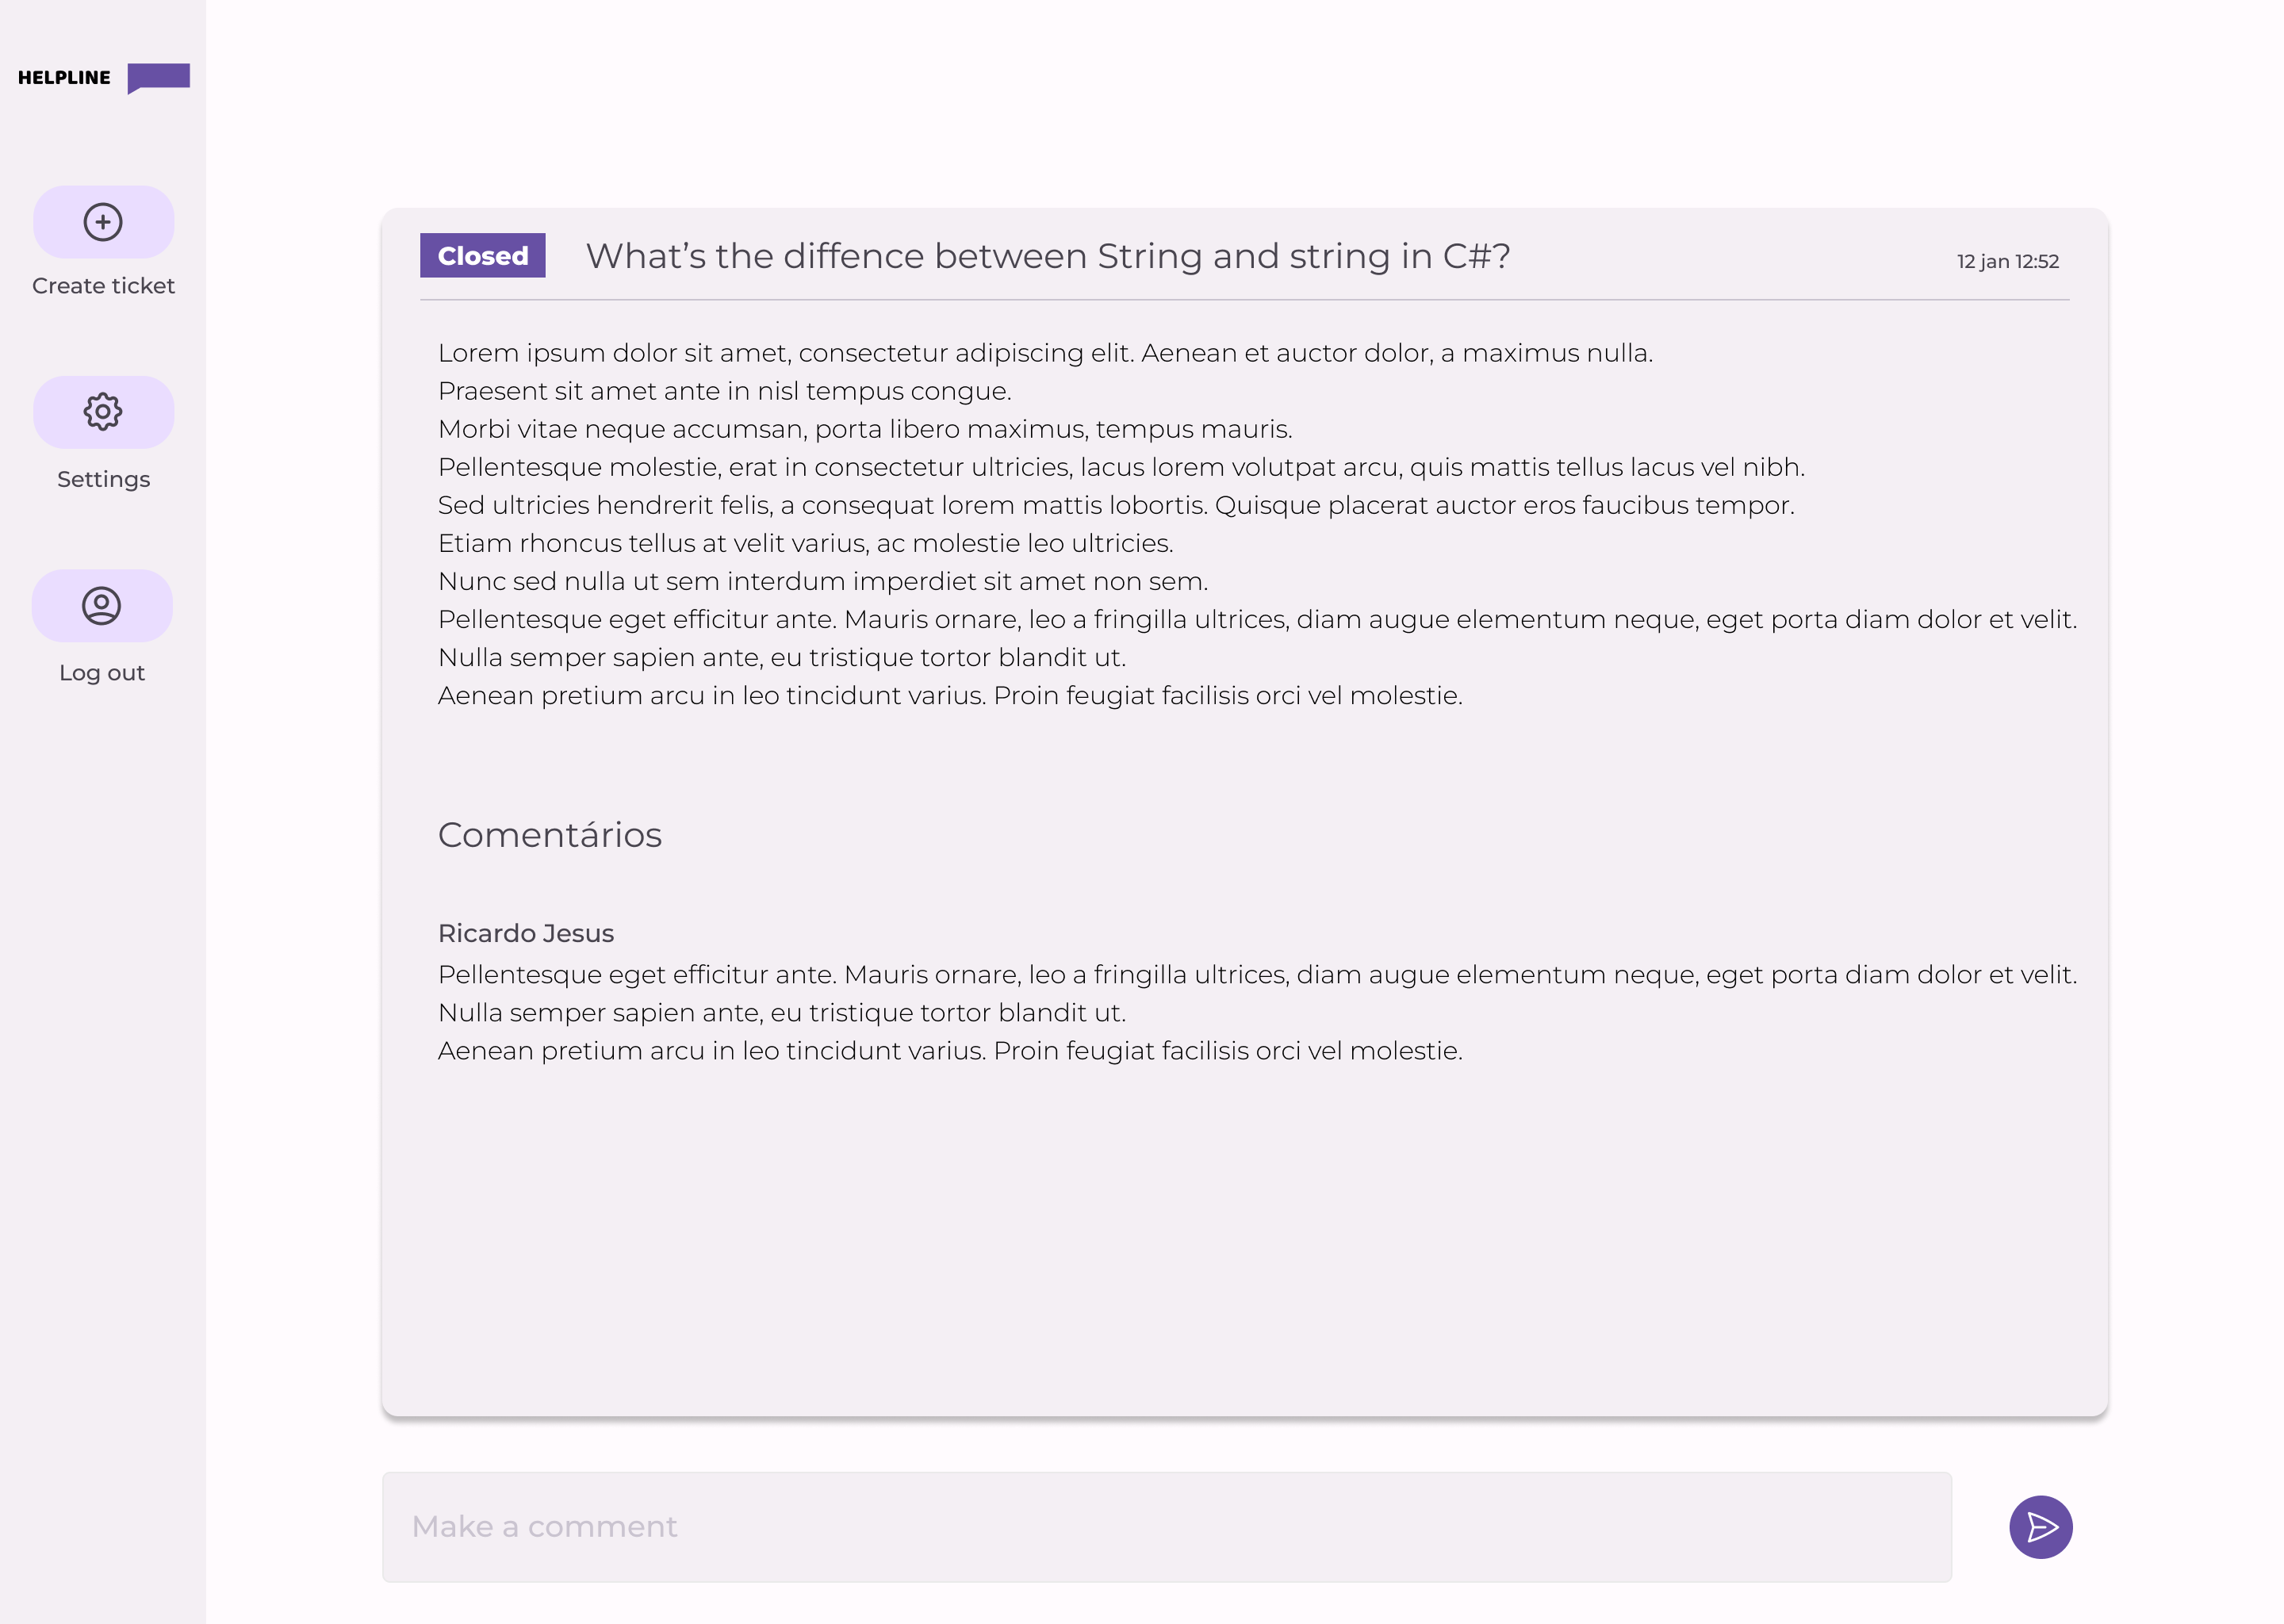 HELPLINE
Create ticket
Settings
Log out
Closed
What’s the diffence between String and string in C#?
12 jan 12:52
Lorem ipsum dolor sit amet, consectetur adipiscing elit. Aenean et auctor dolor, a maximus nulla.
Praesent sit amet ante in nisl tempus congue.
Morbi vitae neque accumsan, porta libero maximus, tempus mauris.
Pellentesque molestie, erat in consectetur ultricies, lacus lorem volutpat arcu, quis mattis tellus lacus vel nibh.
Sed ultricies hendrerit felis, a consequat lorem mattis lobortis. Quisque placerat auctor eros faucibus tempor.
Etiam rhoncus tellus at velit varius, ac molestie leo ultricies.
Nunc sed nulla ut sem interdum imperdiet sit amet non sem.
Pellentesque eget efficitur ante. Mauris ornare, leo a fringilla ultrices, diam augue elementum neque, eget porta diam dolor et velit.
Nulla semper sapien ante, eu tristique tortor blandit ut.
Aenean pretium arcu in leo tincidunt varius. Proin feugiat facilisis orci vel molestie.
Comentários
Ricardo Jesus
Pellentesque eget efficitur ante. Mauris ornare, leo a fringilla ultrices, diam augue elementum neque, eget porta diam dolor et velit.
Nulla semper sapien ante, eu tristique tortor blandit ut.
Aenean pretium arcu in leo tincidunt varius. Proin feugiat facilisis orci vel molestie.
Make a comment